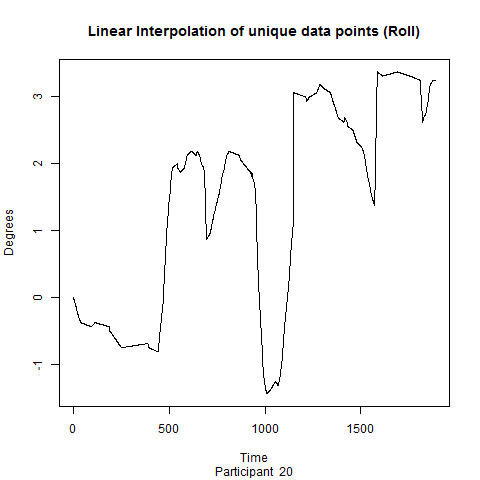 Linear Interpolation of unique data points (Roll)
Degrees
3
2
1
0
-1
0 500 1000 1500
Time
Participant 20